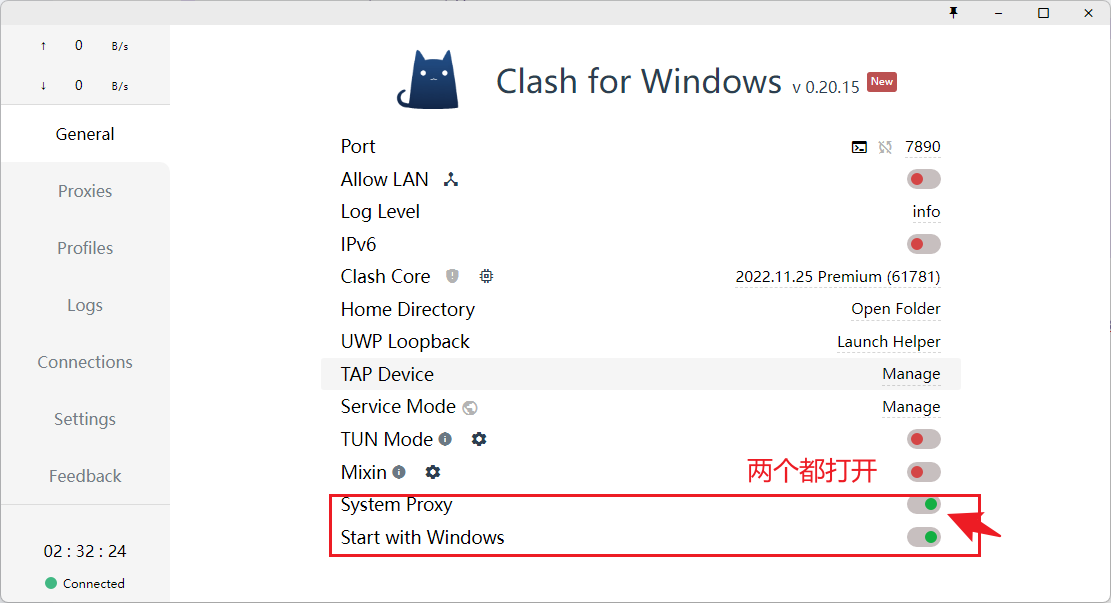 ↑ 0 B/s
↓ 0 B/s
General
Proxies
Profiles
Logs
Connections
Settings
Feedback
02 : 32 : 24
Connected
Clash for Windows v 0.20.15 New
Port 7890
Allow LAN
Log Level info
IPv6
Clash Core 2022.11.25 Premium (61781)
Home Directory Open Folder
UWP Loopback Launch Helper
TAP Device Manage
Service Mode Manage
TUN Mode
Mixin 两个都打开
System Proxy
Start with Windows